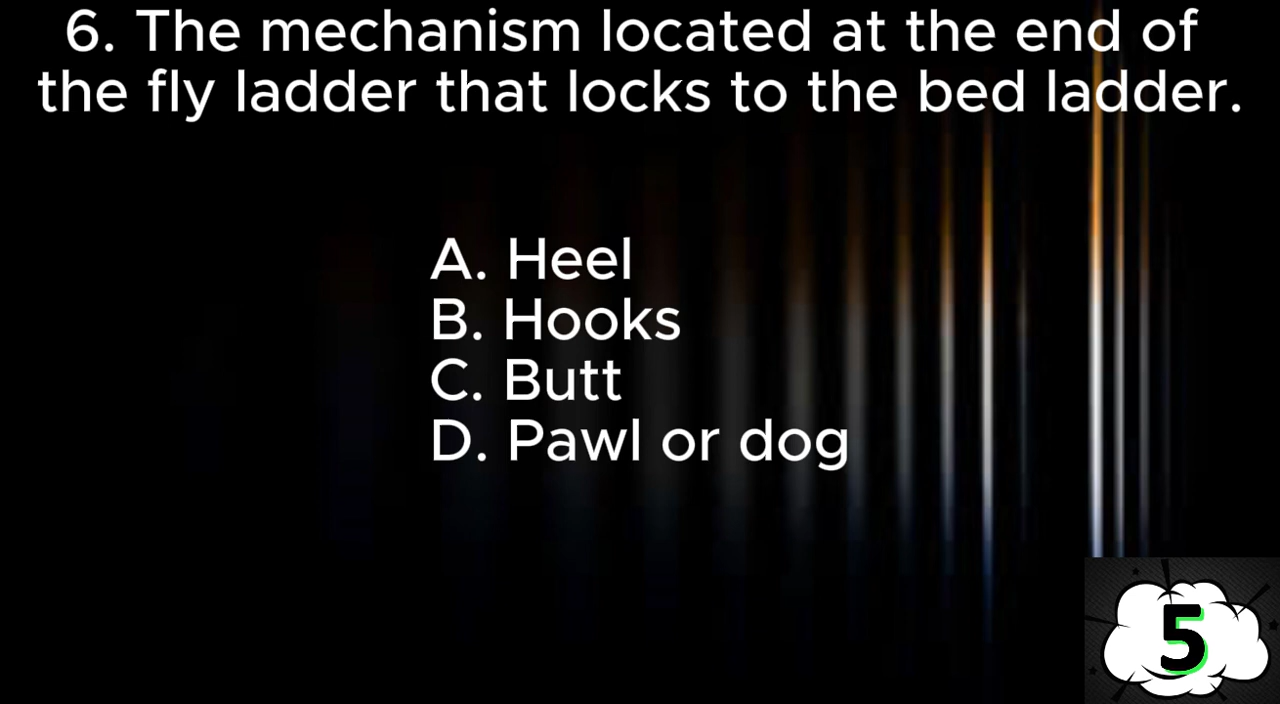 6. The mechanism located at the end of
the fly ladder that locks to the bed ladder.
A. Heel
B. Hooks
C. Butt
D. Pawl or dog
5